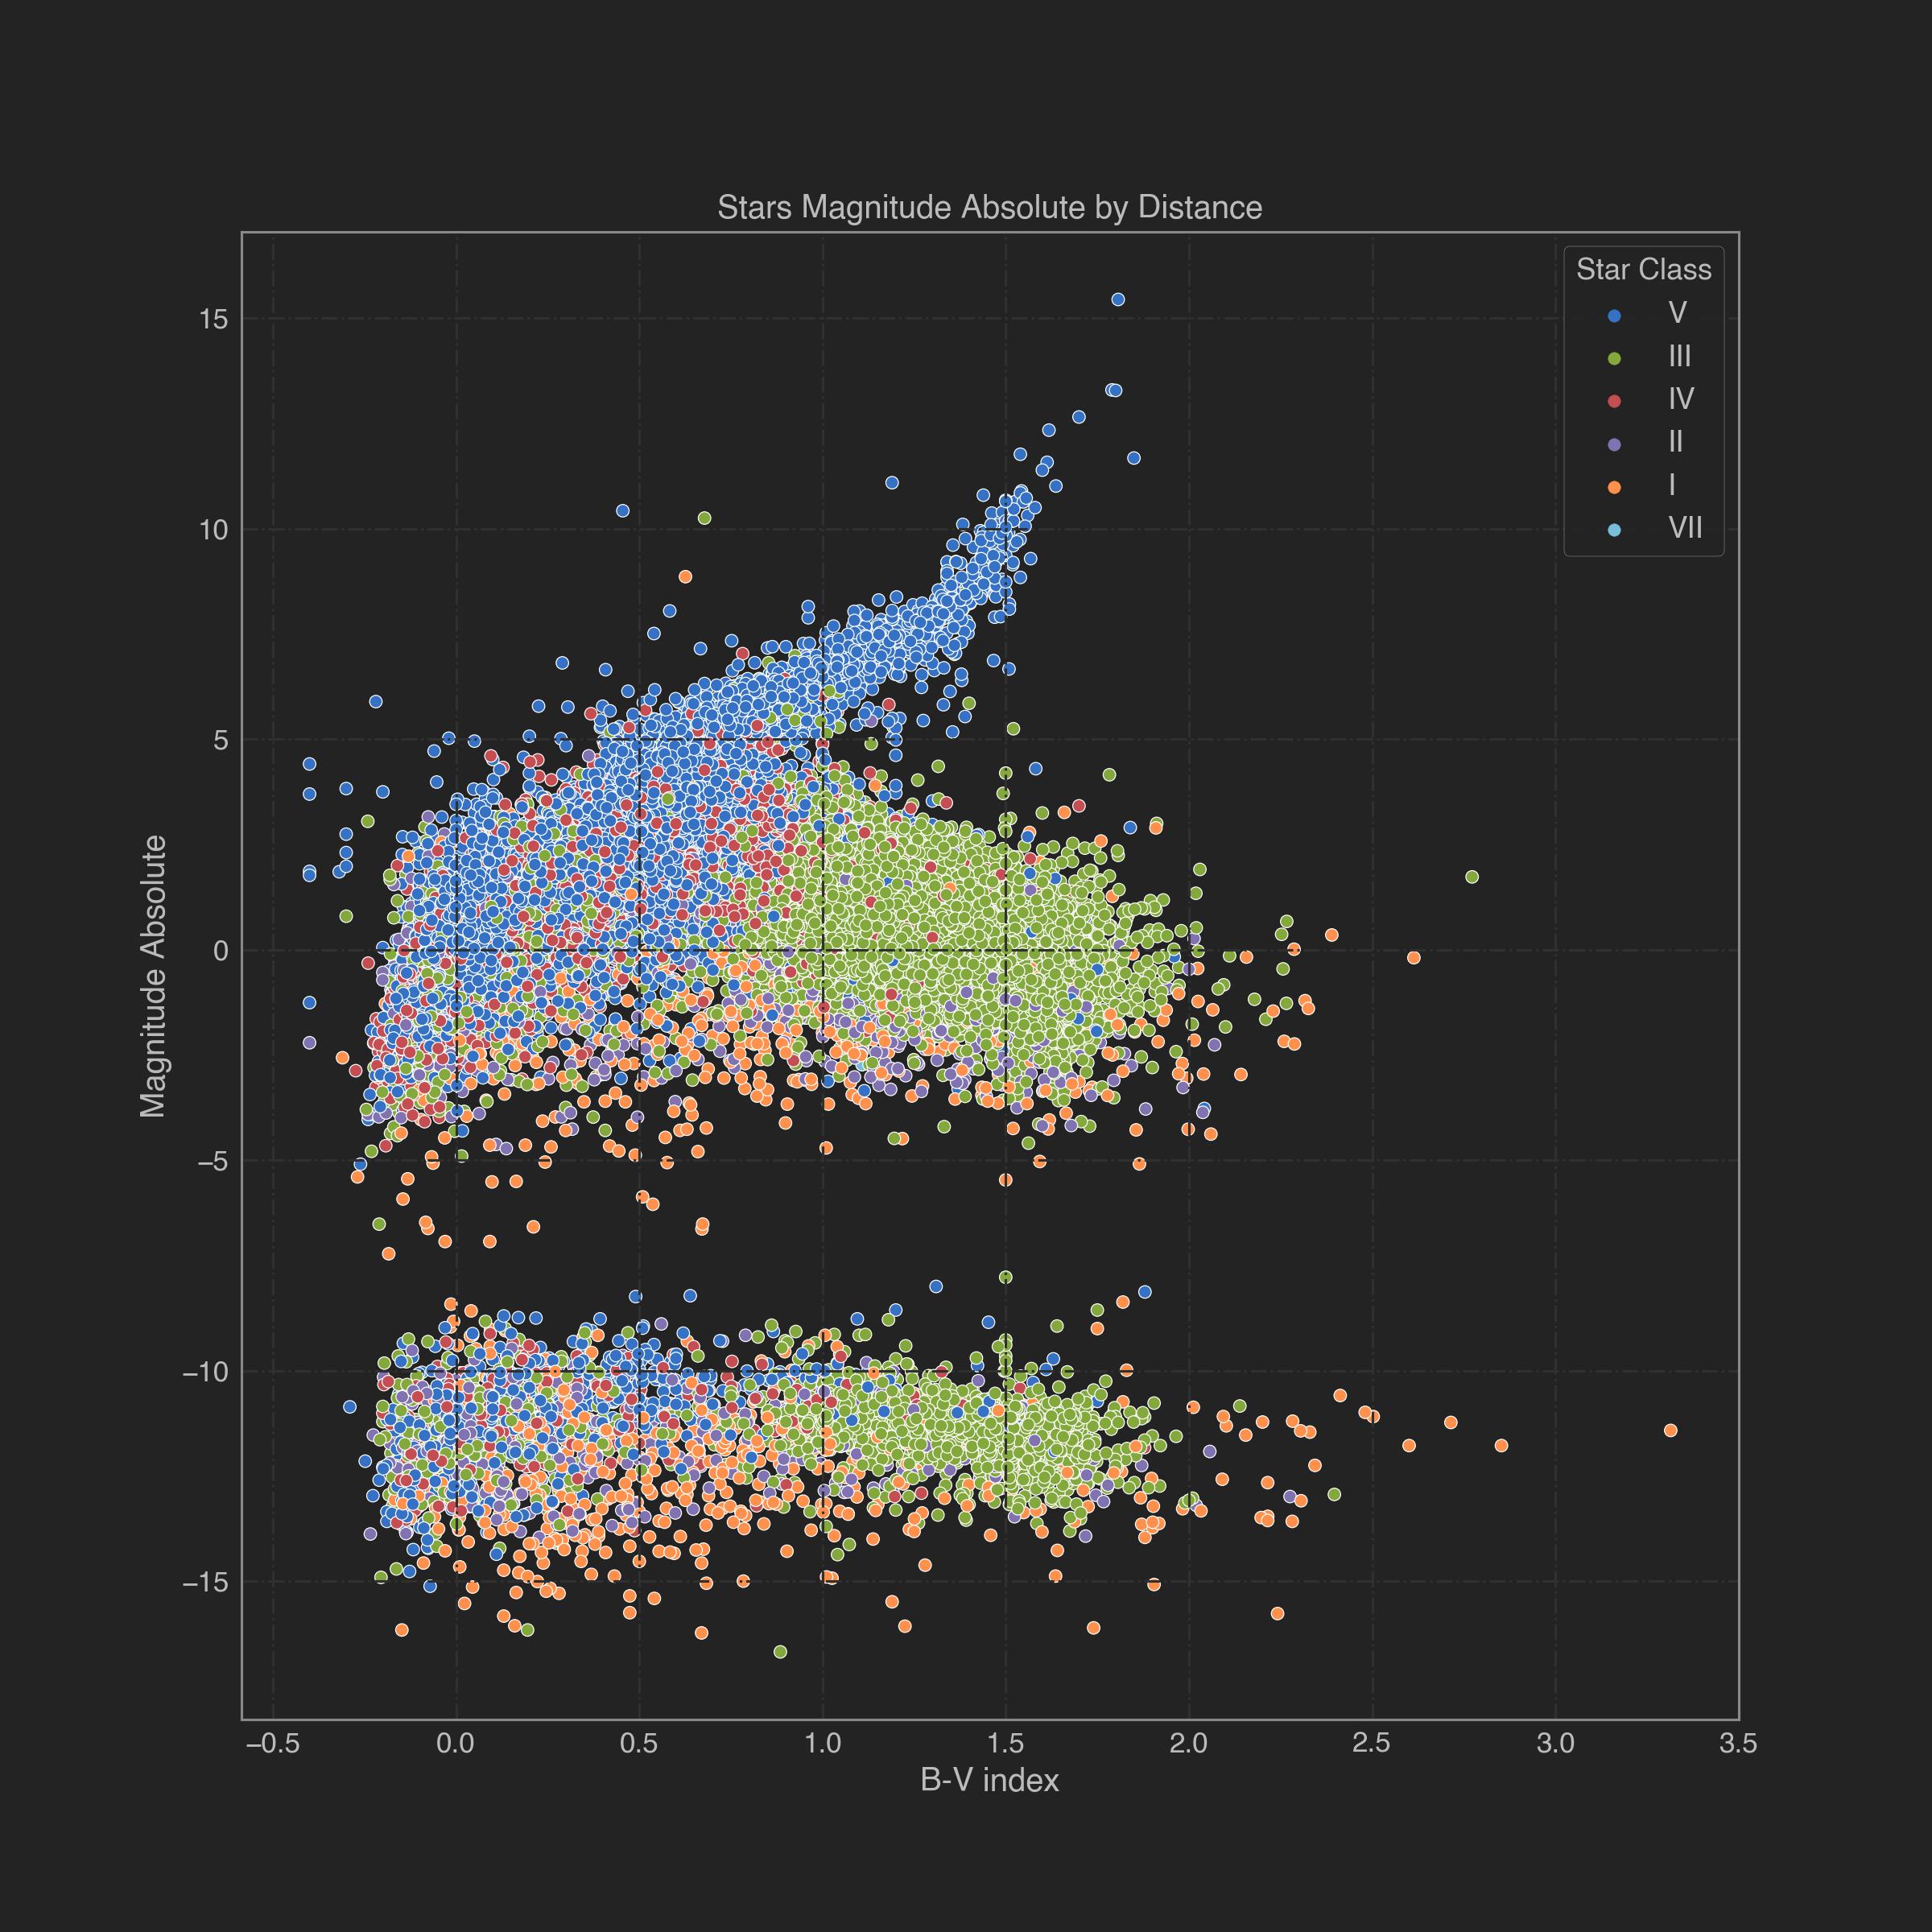 Stars Magnitude Absolute by Distance
Star Class
V
III
IV
II
I
VII
15
10
5
0
−5
−10
−15
Magnitude Absolute
−0.5 0.0 0.5 1.0 1.5 2.0 2.5 3.0 3.5
B-V index